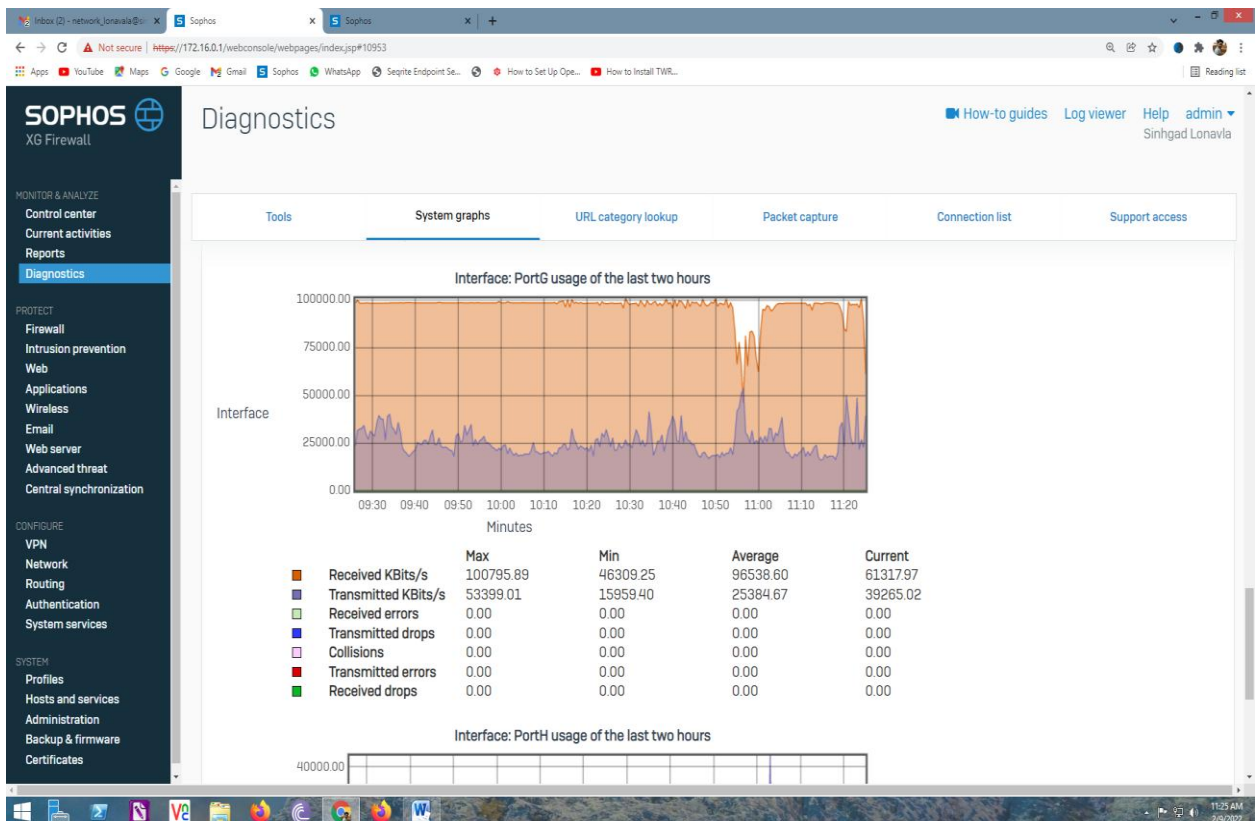 Inbox (2) - network_lonavala@si
Sophos
Sophos
Not secure | https://172.16.0.1/webconsole/webpages/index.jsp#10953
Apps YouTube Maps Google Gmail Sophos WhatsApp Seqrite Endpoint Se... How to Set Up Ope... How to Install TWR... Reading list
SOPHOS
XG Firewall
Diagnostics
How-to guides Log viewer Help admin
Sinhgad Lonavla
MONITOR & ANALYZE
Control center
Current activities
Reports
Diagnostics
PROTECT
Firewall
Intrusion prevention
Web
Applications
Wireless
Email
Web server
Advanced threat
Central synchronization
CONFIGURE
VPN
Network
Routing
Authentication
System services
SYSTEM
Profiles
Hosts and services
Administration
Backup & firmware
Certificates
Tools System graphs URL category lookup Packet capture Connection list Support access
Interface: PortG usage of the last two hours
100000.00
75000.00
50000.00
25000.00
0.00
Interface
09:30 09:40 09:50 10:00 10:10 10:20 10:30 10:40 10:50 11:00 11:10 11:20
Minutes
Max Min Average Current
Received KBits/s 100795.89 46309.25 96538.60 61317.97
Transmitted KBits/s 53399.01 15959.40 25384.67 39265.02
Received errors 0.00 0.00 0.00 0.00
Transmitted drops 0.00 0.00 0.00 0.00
Collisions 0.00 0.00 0.00 0.00
Transmitted errors 0.00 0.00 0.00 0.00
Received drops 0.00 0.00 0.00 0.00
Interface: PortH usage of the last two hours
40000.00
11:25 AM
2/9/2022